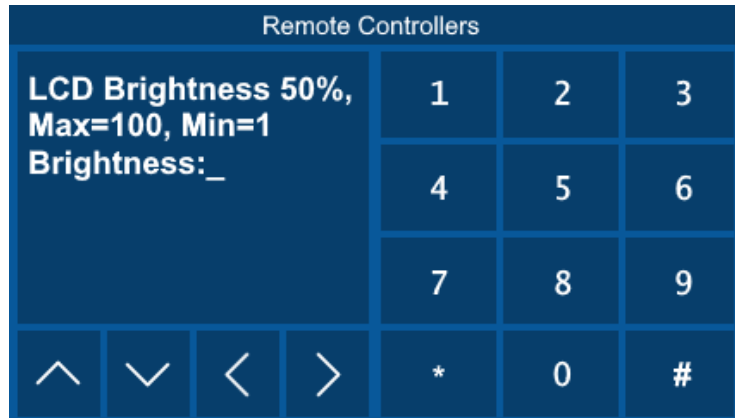 Remote Controllers
LCD Brightness 50%,
Max=100, Min=1
Brightness:_
1 2 3
4 5 6
7 8 9
* 0 #